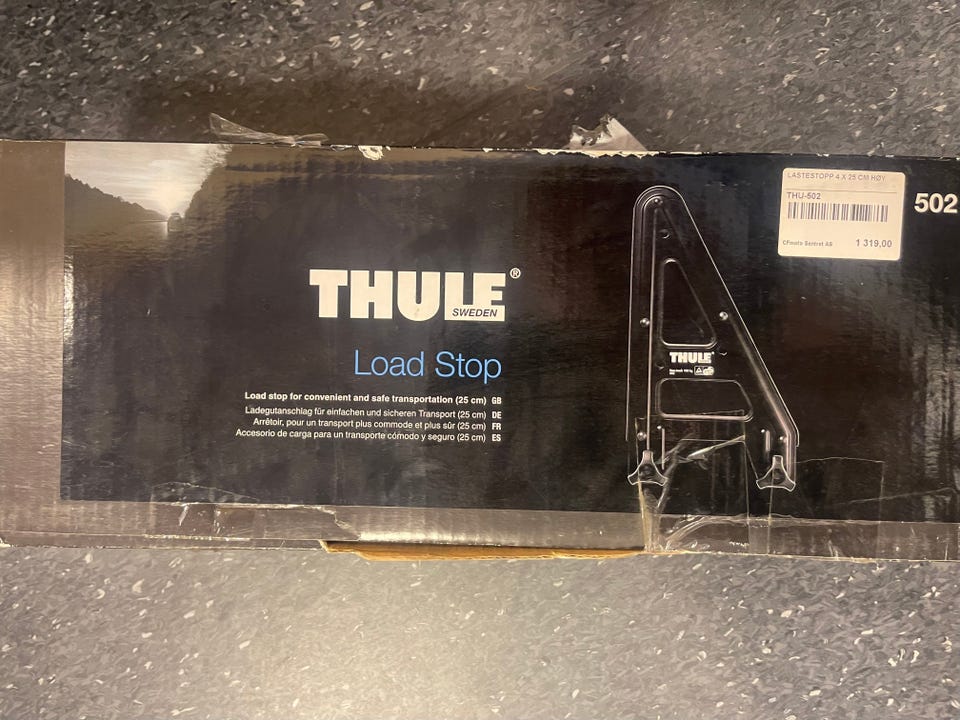 LASTESTOPP 4 X 25 CM HØY
THU-502
1 319,00
502
THULE®
SWEDEN
Load Stop
Load stop for convenient and safe transportation (25 cm) GB
Ladegutanschlag für einfachen und sicheren Transport (25 cm) DE
Arrêtoir, pour un transport plus commode et plus sûr (25 cm) FR
Accesorio de carga para un transporte cómodo y seguro (25 cm) ES
THULE